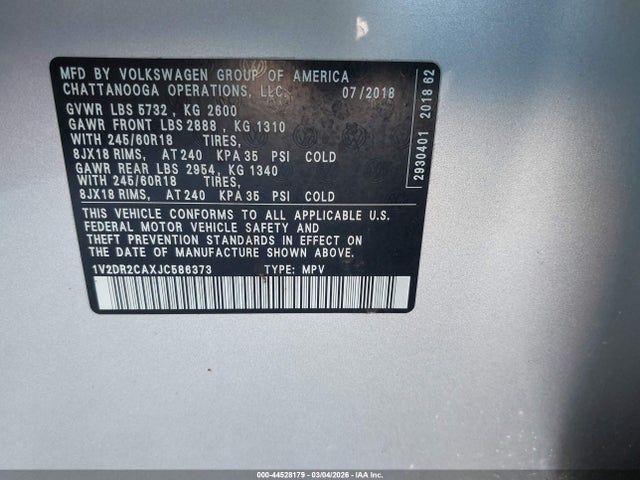 MFD BY VOLKSWAGEN GROUP OF AMERICA
CHATTANOOGA OPERATIONS, LLC. 07/2018
GVWR LBS 5732 , KG 2600
GAWR FRONT LBS 2888 , KG 1310
WITH 245/60R18 TIRES,
8JX18 RIMS, AT 240 KPA 35 PSI COLD
GAWR REAR LBS 2954, KG 1340
WITH 245/60R18 TIRES,
8JX18 RIMS, AT 240 KPA 35 PSI COLD
THIS VEHICLE CONFORMS TO ALL APPLICABLE U.S.
FEDERAL MOTOR VEHICLE SAFETY AND
THEFT PREVENTION STANDARDS IN EFFECT ON
THE DATE OF MANUFACTURE SHOWN ABOVE.
1V2DR2CAXJC586373 TYPE: MPV
2930401 2018 62
000-44528179 - 03/04/2026 - IAA Inc.